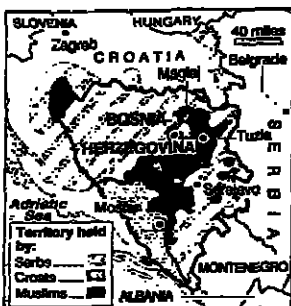 SLOVENIA
HUNGARY
40 miles
Zagreb
CROATIA
Belgrade
Maglaj
BOSNIA
HERZEGOVINA
Tuzla
Sarajevo
SERBIA
Adriatic
Sea
Mostar
Territory held
by:
Serbs
Croats
Muslims
MONTENEGRO
ALBANIA